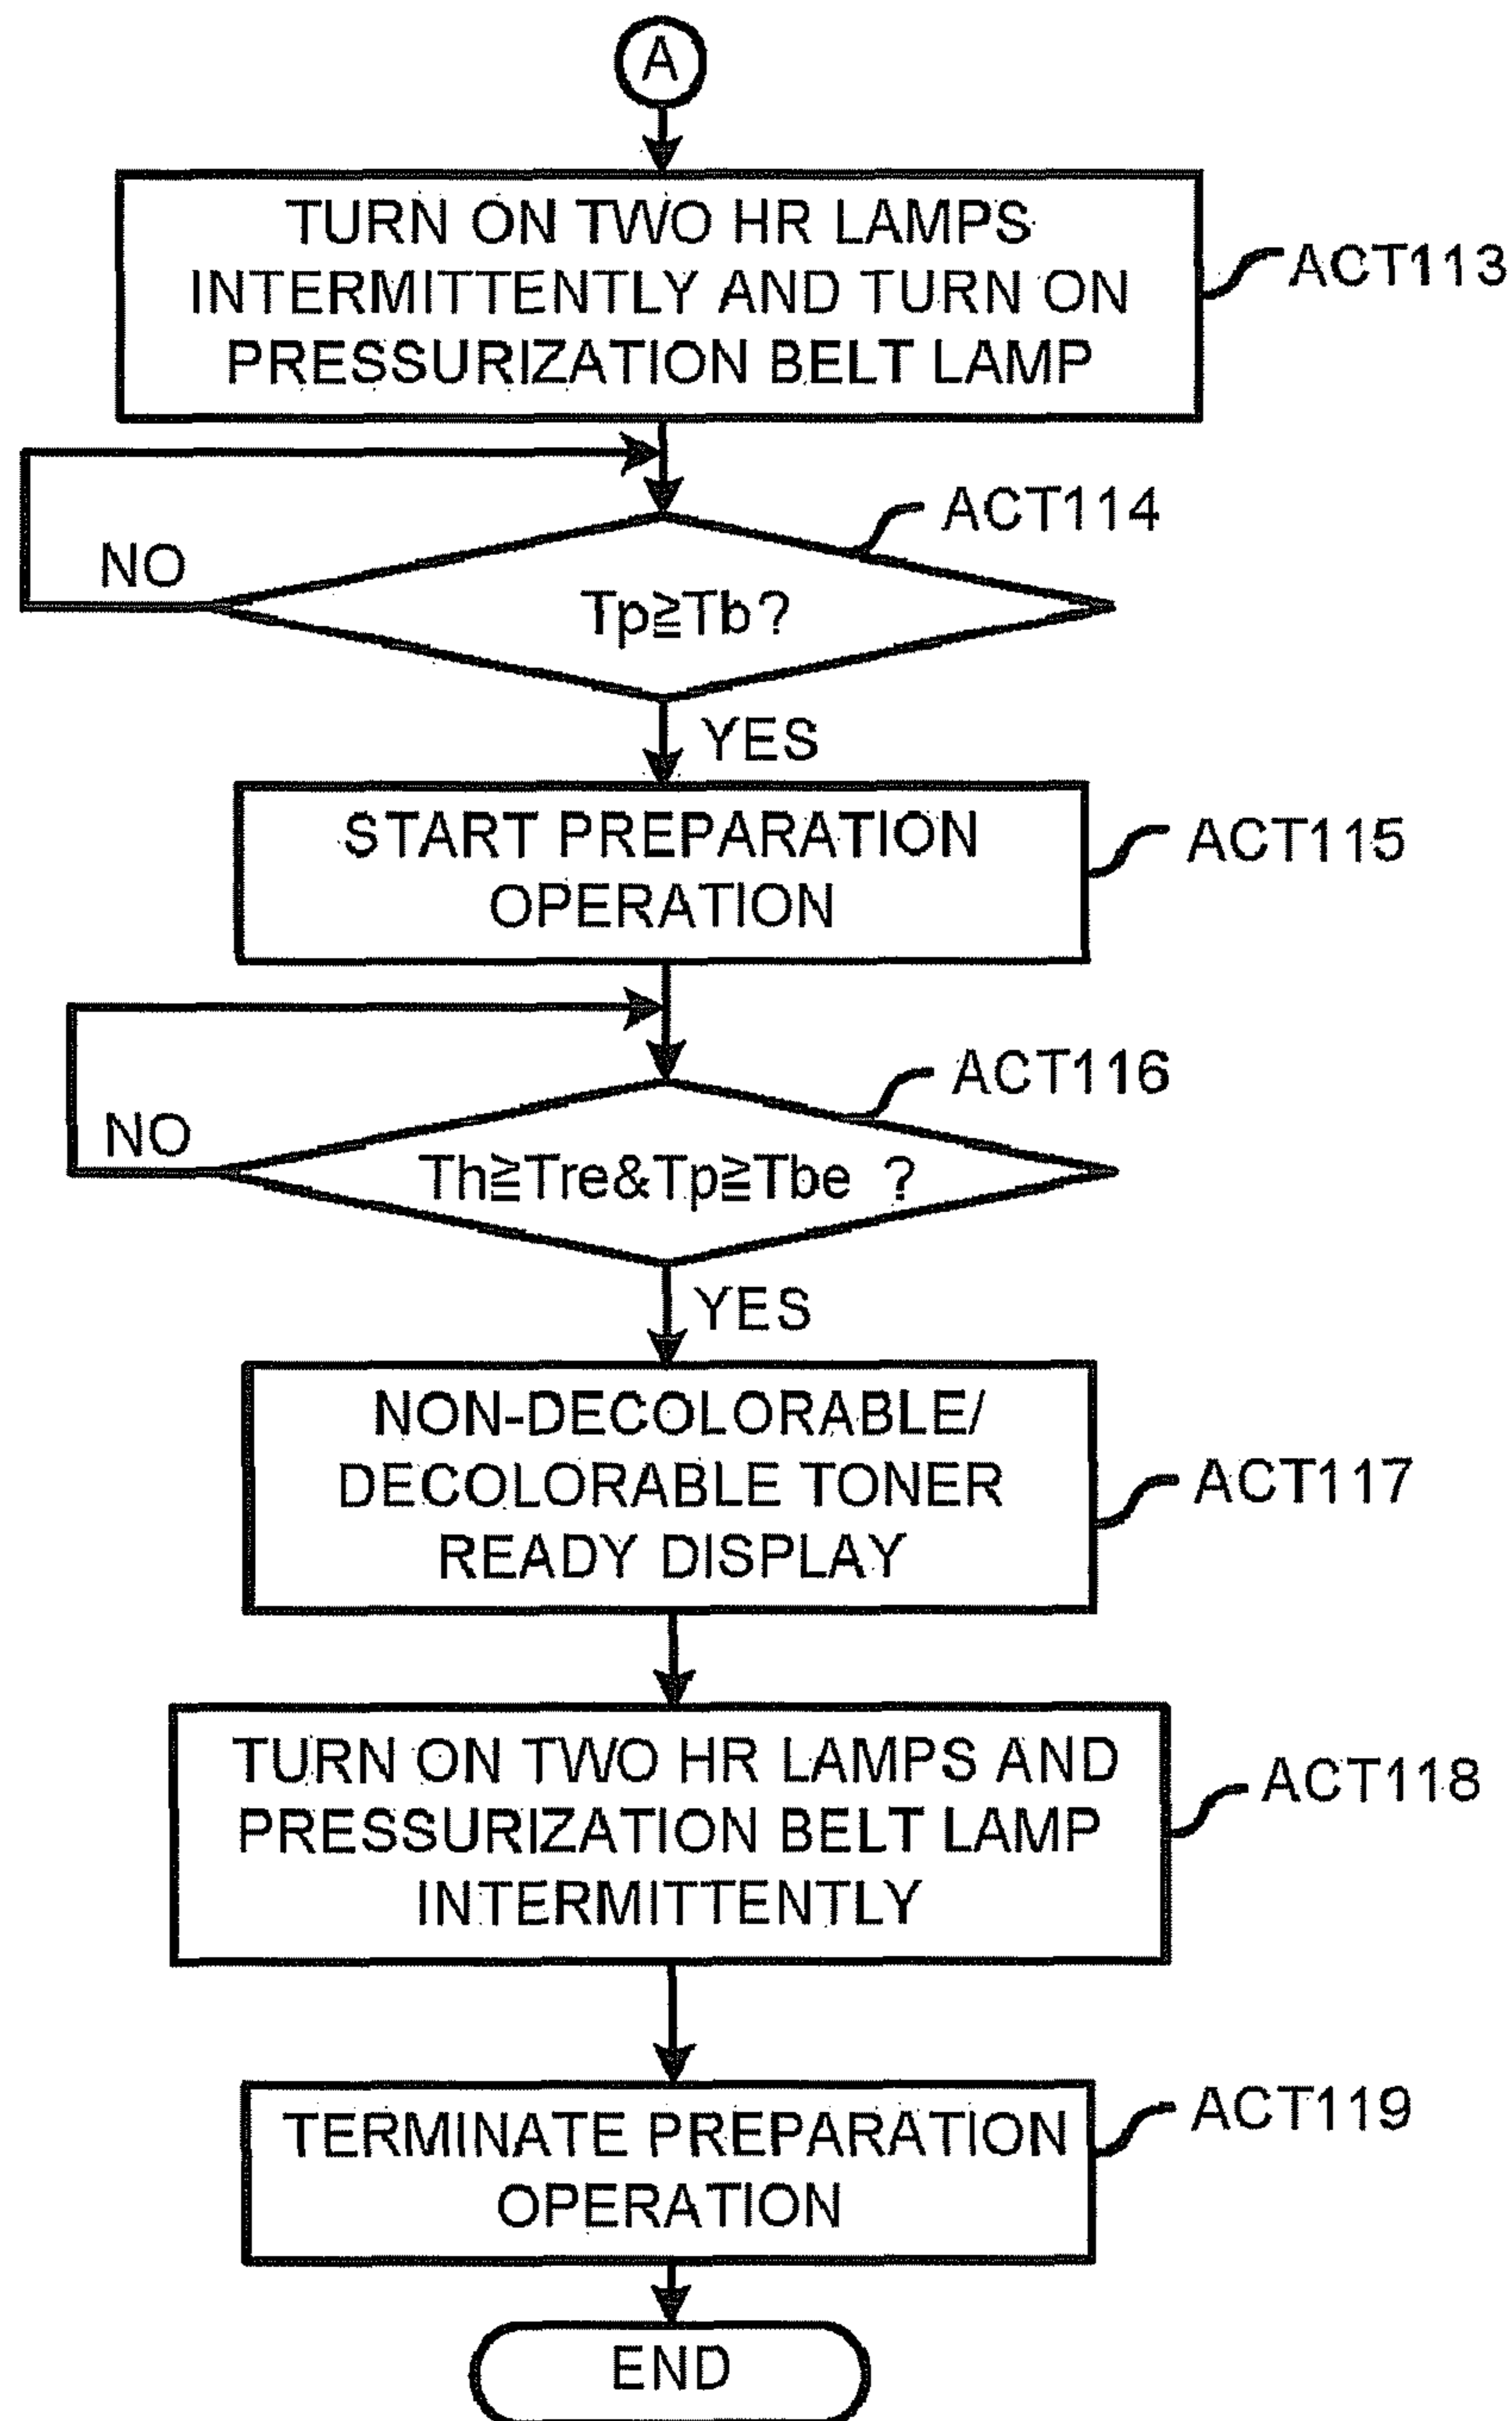 A
TURN ON TWO HR LAMPS
INTERMITTENTLY AND TURN ON
PRESSURIZATION BELT LAMP
ACT113
ACT114
NO
Tp≧Tb?
YES
START PREPARATION
OPERATION
ACT115
ACT116
NO
Th≧Tre&Tp≧Tbe ?
YES
NON-DECOLORABLE/
DECOLORABLE TONER
READY DISPLAY
ACT117
TURN ON TWO HR LAMPS AND
PRESSURIZATION BELT LAMP
INTERMITTENTLY
ACT118
TERMINATE PREPARATION
OPERATION
ACT119
END